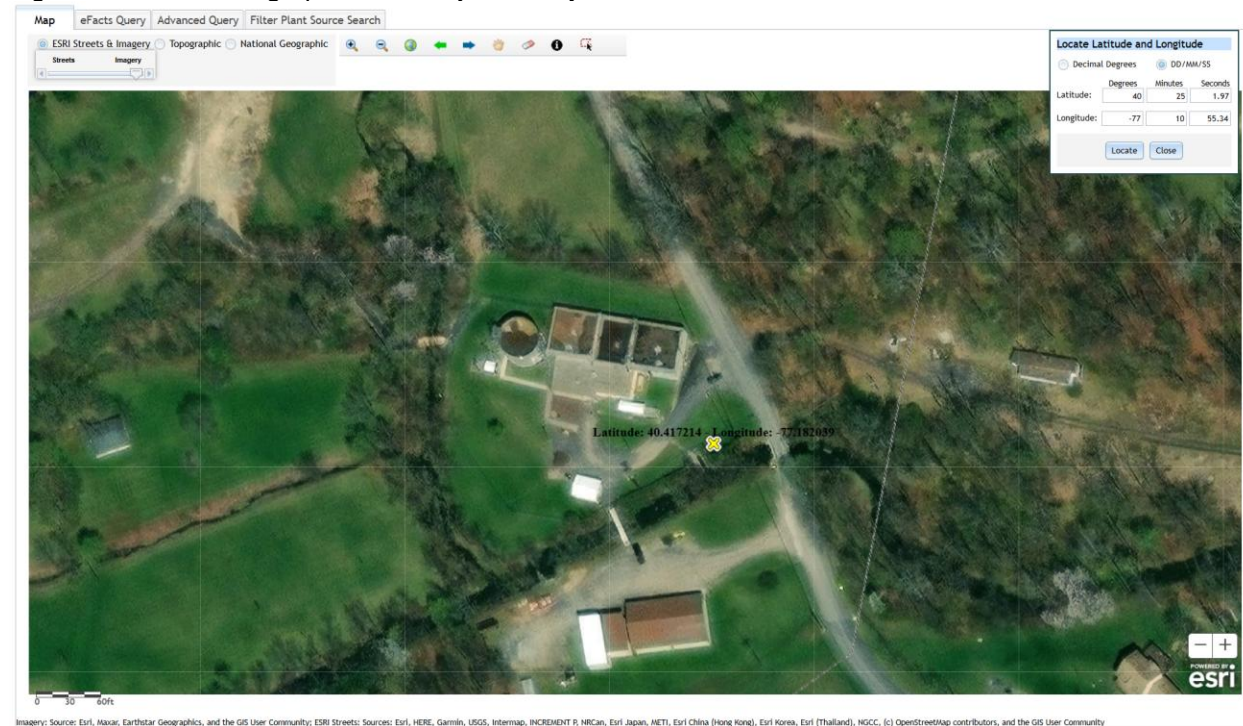 Map eFacts Query Advanced Query Filter Plant Source Search
ESRI Streets & Imagery Topographic National Geographic
Streets Imagery
Locate Latitude and Longitude
Decimal Degrees DD/MM/SS
Degrees Minutes Seconds
Latitude: 40 25 1.97
Longitude: -77 10 55.34
Locate Close
Latitude: 40.417214 - Longitude: -77.182039
POWERED BY
esri
0 30 60ft
Imagery: Source: Esri, Maxar, Earthstar Geographics, and the GIS User Community; ESRI Streets: Sources: Esri, HERE, Garmin, USGS, Intermap, INCREMENT P, NRCan, Esri Japan, METI, Esri China (Hong Kong), Esri Korea, Esri (Thailand), NGCC, (c) OpenStreetMap contributors, and the GIS User Community